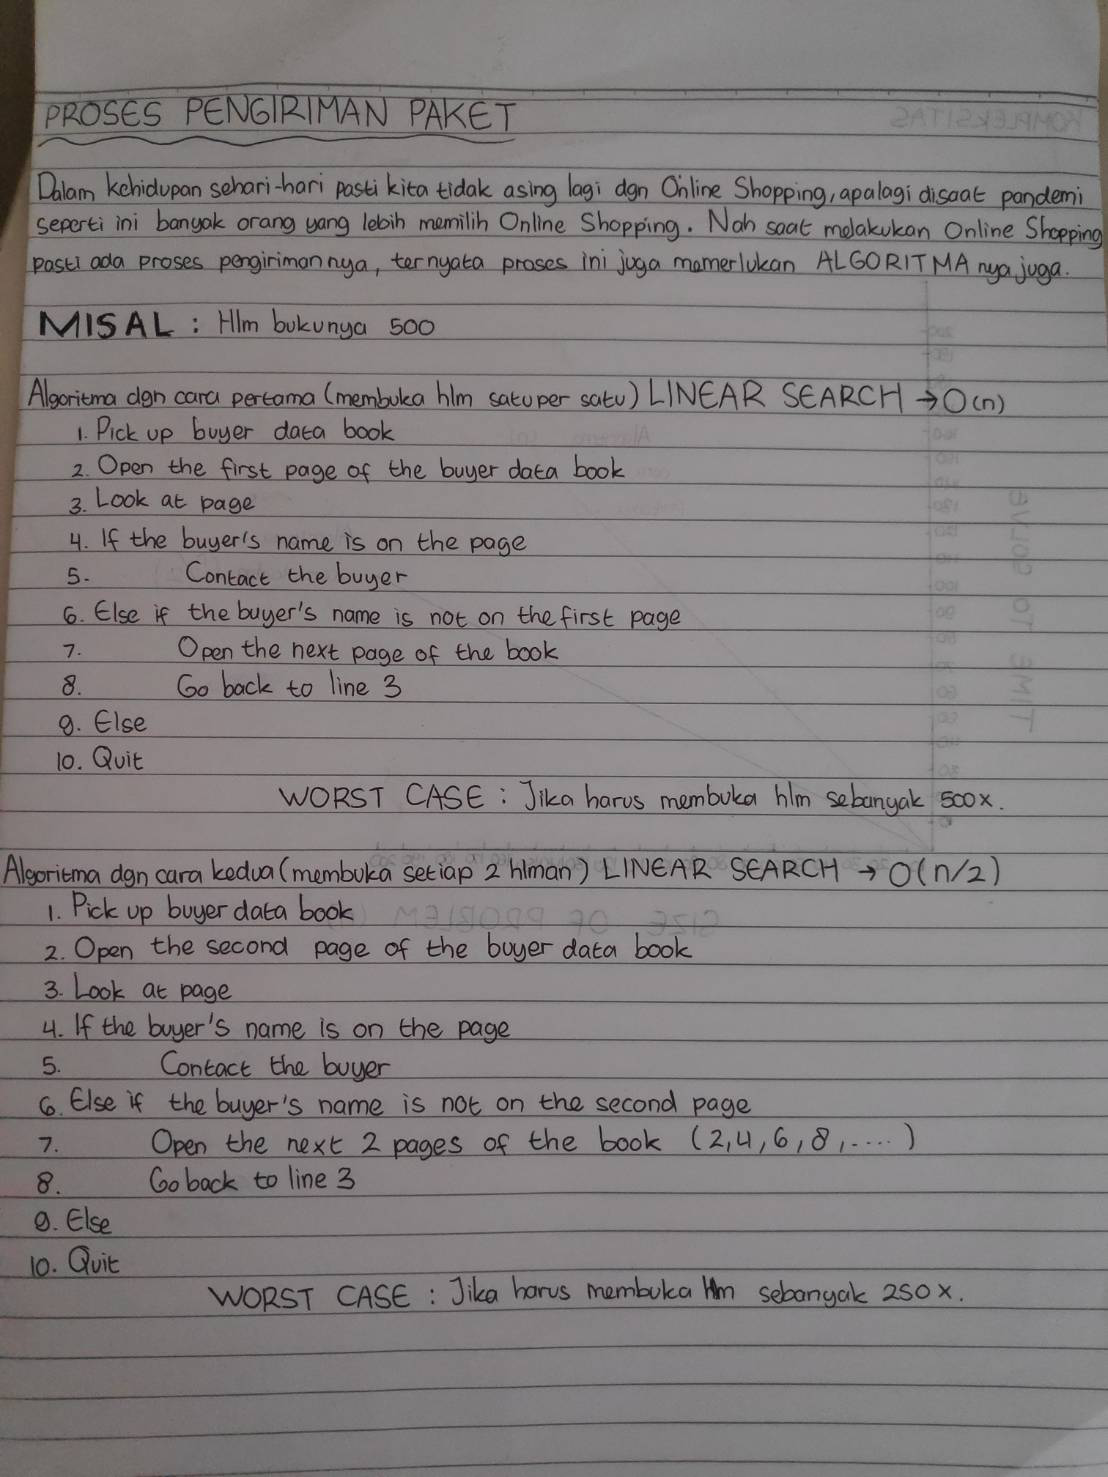 PROSES PENGIRIMAN PAKET
Dalam kehidupan sehari-hari pasti kita tidak asing lagi dgn Online Shopping, apalagi disaat pandemi
seperti ini banyak orang yang lebih memilih Online Shopping. Nah saat melakukan Online Shopping
pasti ada proses pengirimannya, ternyata proses ini juga memerlukan ALGORITMA nya juga.
MISAL : Hlm bukunya 500
Algoritma dgn cara pertama (membuka hlm satu per satu) LINEAR SEARCH → O(n)
1. Pick up buyer data book
2. Open the first page of the buyer data book
3. Look at page
4. If the buyer's name is on the page
5. Contact the buyer
6. Else if the buyer's name is not on the first page
7. Open the next page of the book
8. Go back to line 3
9. Else
10. Quit
WORST CASE : Jika harus membuka hlm sebanyak 500x.
Algoritma dgn cara kedua (membuka setiap 2 hlman) LINEAR SEARCH → O(n/2)
1. Pick up buyer data book
2. Open the second page of the buyer data book
3. Look at page
4. If the buyer's name is on the page
5. Contact the buyer
6. Else if the buyer's name is not on the second page
7. Open the next 2 pages of the book (2,4,6,8,....)
8. Go back to line 3
9. Else
10. Quit
WORST CASE : Jika harus membuka hlm sebanyak 250x.